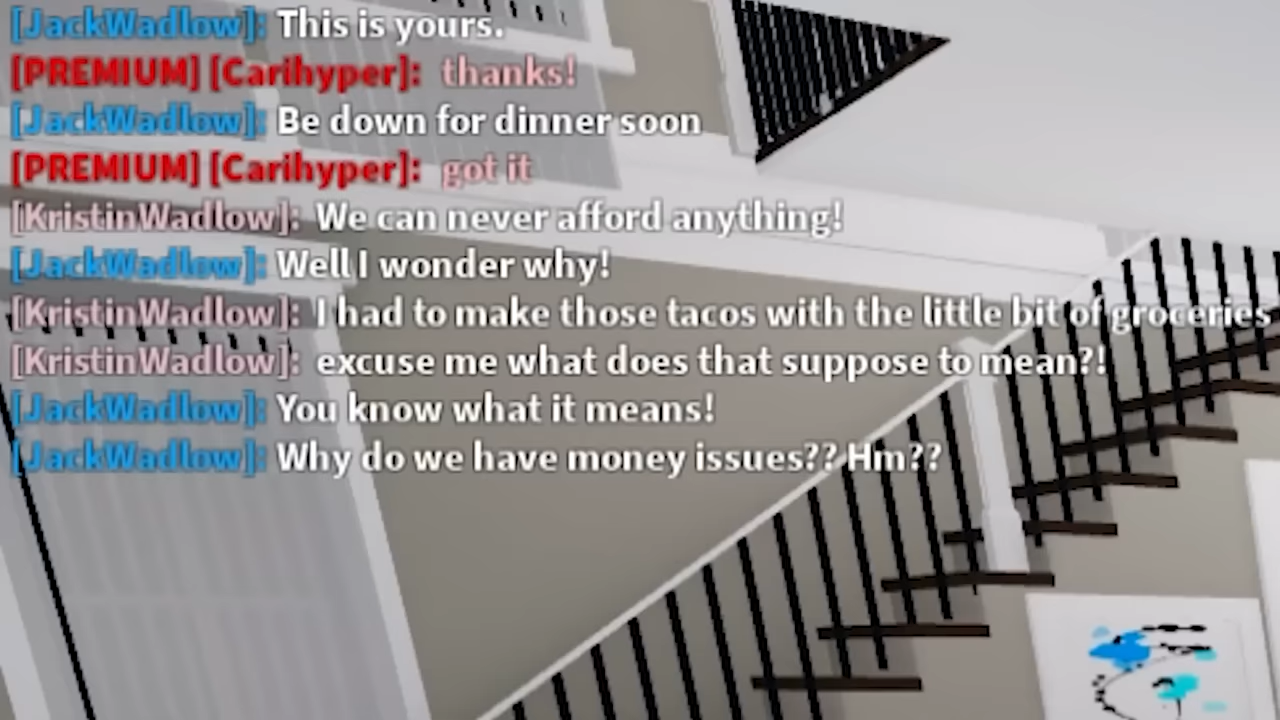 [JackWadlow]: This is yours.
[PREMIUM] [Carihyper]: thanks!
[JackWadlow]: Be down for dinner soon
[PREMIUM] [Carihyper]: got it
[KristinWadlow]: We can never afford anything!
[JackWadlow]: Well I wonder why!
[KristinWadlow]: I had to make those tacos with the little bit of groceries
[KristinWadlow]: excuse me what does that suppose to mean?!
[JackWadlow]: You know what it means!
[JackWadlow]: Why do we have money issues?? Hm??